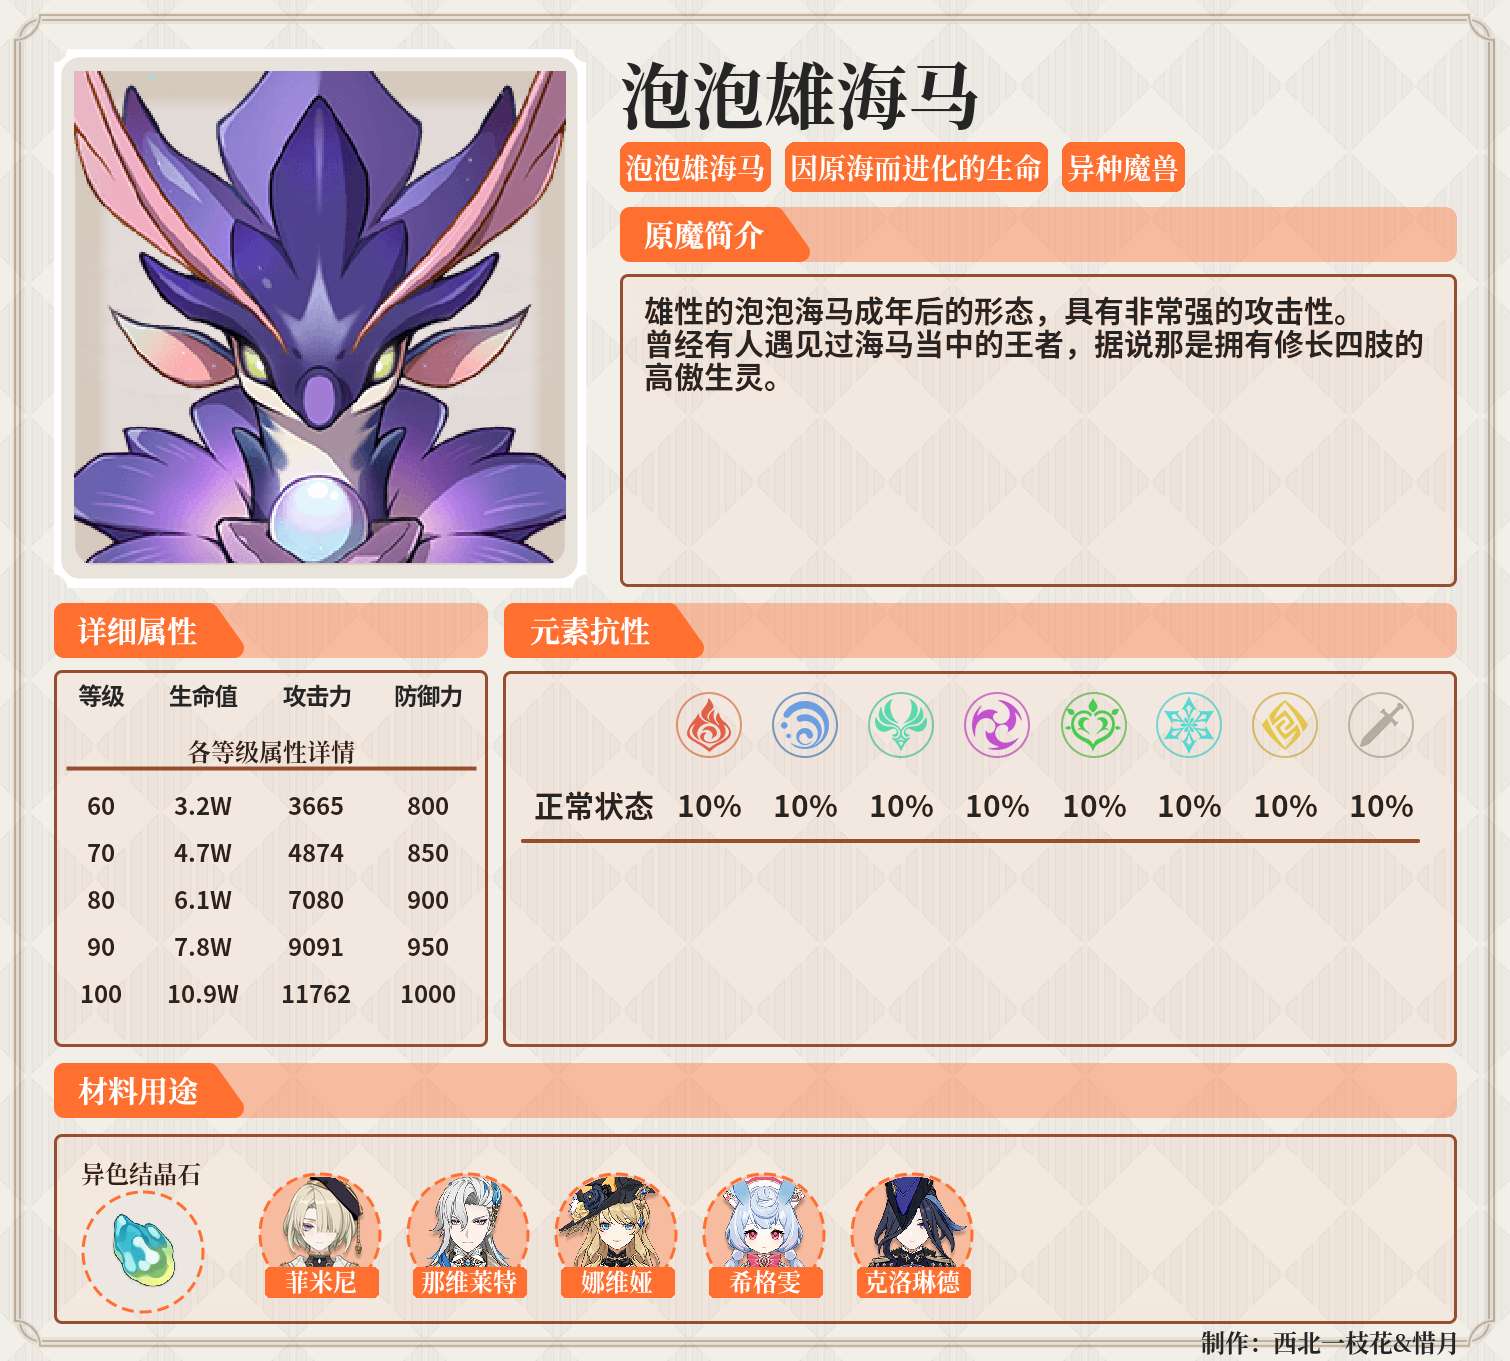 泡泡雄海马
泡泡雄海马 因原海而进化的生命 异种魔兽
原魔简介
雄性的泡泡海马成年后的形态，具有非常强的攻击性。
曾经有人遇见过海马当中的王者，据说那是拥有修长四肢的
高傲生灵。
详细属性
等级 生命值 攻击力 防御力
各等级属性详情
60 3.2W 3665 800
70 4.7W 4874 850
80 6.1W 7080 900
90 7.8W 9091 950
100 10.9W 11762 1000
元素抗性
正常状态 10% 10% 10% 10% 10% 10% 10% 10%
材料用途
异色结晶石
菲米尼 那维莱特 娜维娅 希格雯 克洛琳德
制作：西北一枝花&惜月